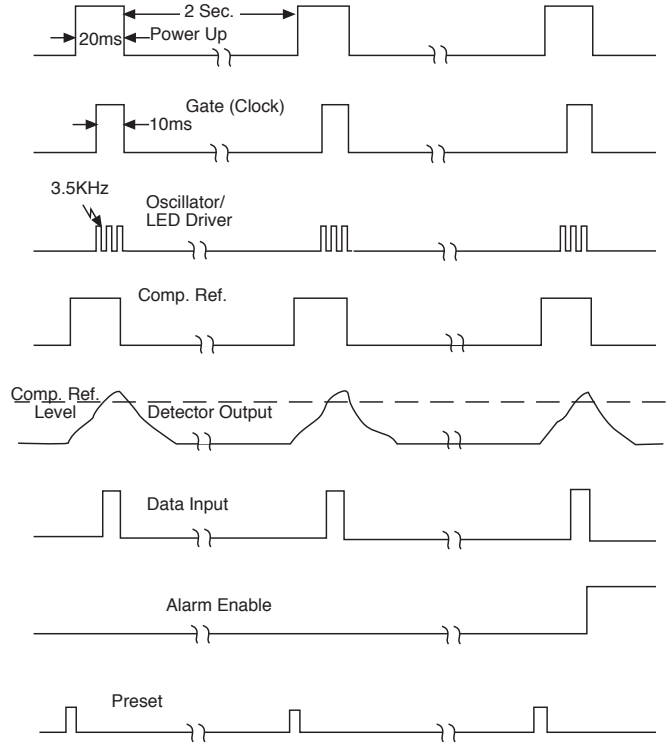 2 Sec.
20ms
Power Up
Gate (Clock)
10ms
3.5KHz
Oscillator/
LED Driver
Comp. Ref.
Comp. Ref.
Level
Detector Output
Data Input
Alarm Enable
Preset